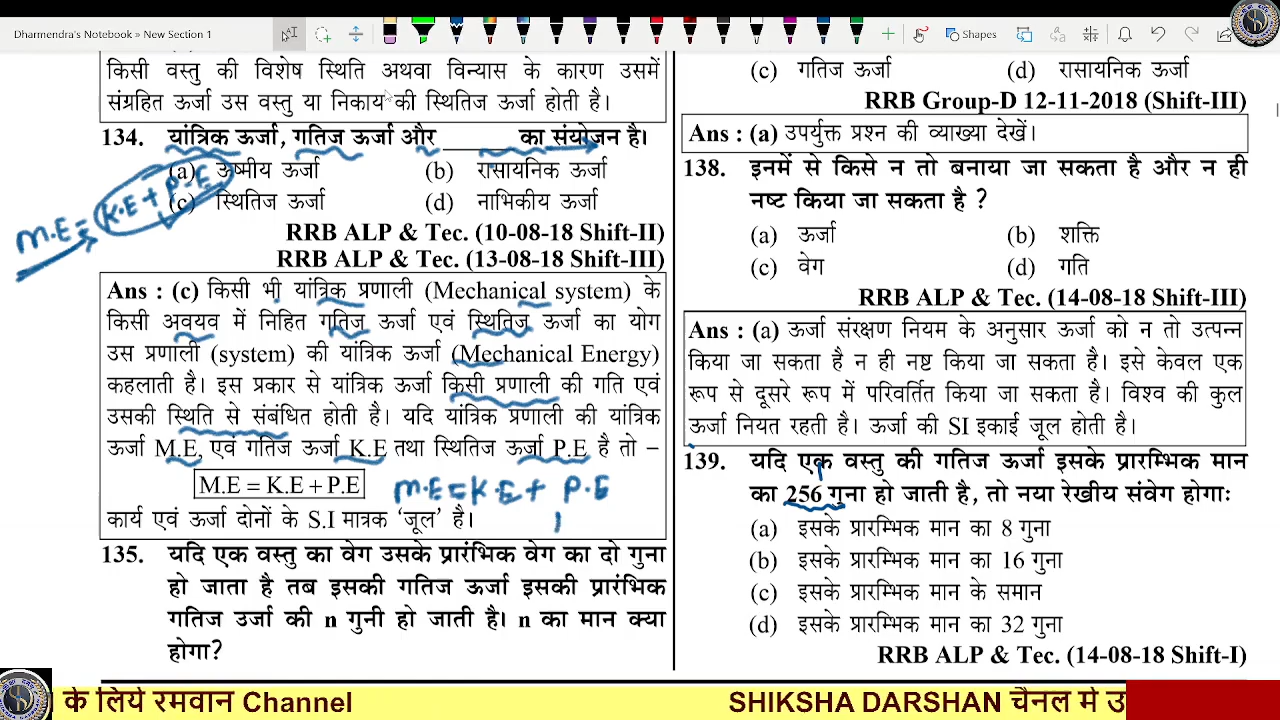 Dharmendra's Notebook » New Section 1
Shapes
किसी वस्तु की विशेष स्थिति अथवा विन्यास के कारण उसमें
संग्रहित ऊर्जा उस वस्तु या निकाय की स्थितिज ऊर्जा होती है।
134. यांत्रिक ऊर्जा, गतिज ऊर्जा और ______ का संयोजन है।
(a) ऊष्मीय ऊर्जा (b) रासायनिक ऊर्जा
(c) स्थितिज ऊर्जा (d) नाभिकीय ऊर्जा
M.E = K.E + P.E
RRB ALP & Tec. (10-08-18 Shift-II)
RRB ALP & Tec. (13-08-18 Shift-III)
Ans : (c) किसी भी यांत्रिक प्रणाली (Mechanical system) के
किसी अवयव में निहित गतिज ऊर्जा एवं स्थितिज ऊर्जा का योग
उस प्रणाली (system) की यांत्रिक ऊर्जा (Mechanical Energy)
कहलाती है। इस प्रकार से यांत्रिक ऊर्जा किसी प्रणाली की गति एवं
उसकी स्थिति से संबंधित होती है। यदि यांत्रिक प्रणाली की यांत्रिक
ऊर्जा M.E, एवं गतिज ऊर्जा K.E तथा स्थितिज ऊर्जा P.E है तो –
M.E = K.E + P.E M.E = K.E + P.E
कार्य एवं ऊर्जा दोनों के S.I मात्रक ‘जूल’ है।
135. यदि एक वस्तु का वेग उसके प्रारंभिक वेग का दो गुना
हो जाता है तब इसकी गतिज ऊर्जा इसकी प्रारंभिक
गतिज उर्जा की n गुनी हो जाती है। n का मान क्या
होगा?
(c) गतिज ऊर्जा (d) रासायनिक ऊर्जा
RRB Group-D 12-11-2018 (Shift-III)
Ans : (a) उपर्युक्त प्रश्न की व्याख्या देखें।
138. इनमें से किसे न तो बनाया जा सकता है और न ही
नष्ट किया जा सकता है ?
(a) ऊर्जा (b) शक्ति
(c) वेग (d) गति
RRB ALP & Tec. (14-08-18 Shift-III)
Ans : (a) ऊर्जा संरक्षण नियम के अनुसार ऊर्जा को न तो उत्पन्न
किया जा सकता है न ही नष्ट किया जा सकता है। इसे केवल एक
रूप से दूसरे रूप में परिवर्तित किया जा सकता है। विश्व की कुल
ऊर्जा नियत रहती है। ऊर्जा की SI इकाई जूल होती है।
139. यदि एक वस्तु की गतिज ऊर्जा इसके प्रारम्भिक मान
का 256 गुना हो जाती है, तो नया रेखीय संवेग होगाः
(a) इसके प्रारम्भिक मान का 8 गुना
(b) इसके प्रारम्भिक मान का 16 गुना
(c) इसके प्रारम्भिक मान के समान
(d) इसके प्रारम्भिक मान का 32 गुना
RRB ALP & Tec. (14-08-18 Shift-I)
के लिये रमवान Channel SHIKSHA DARSHAN चैनल मे उ